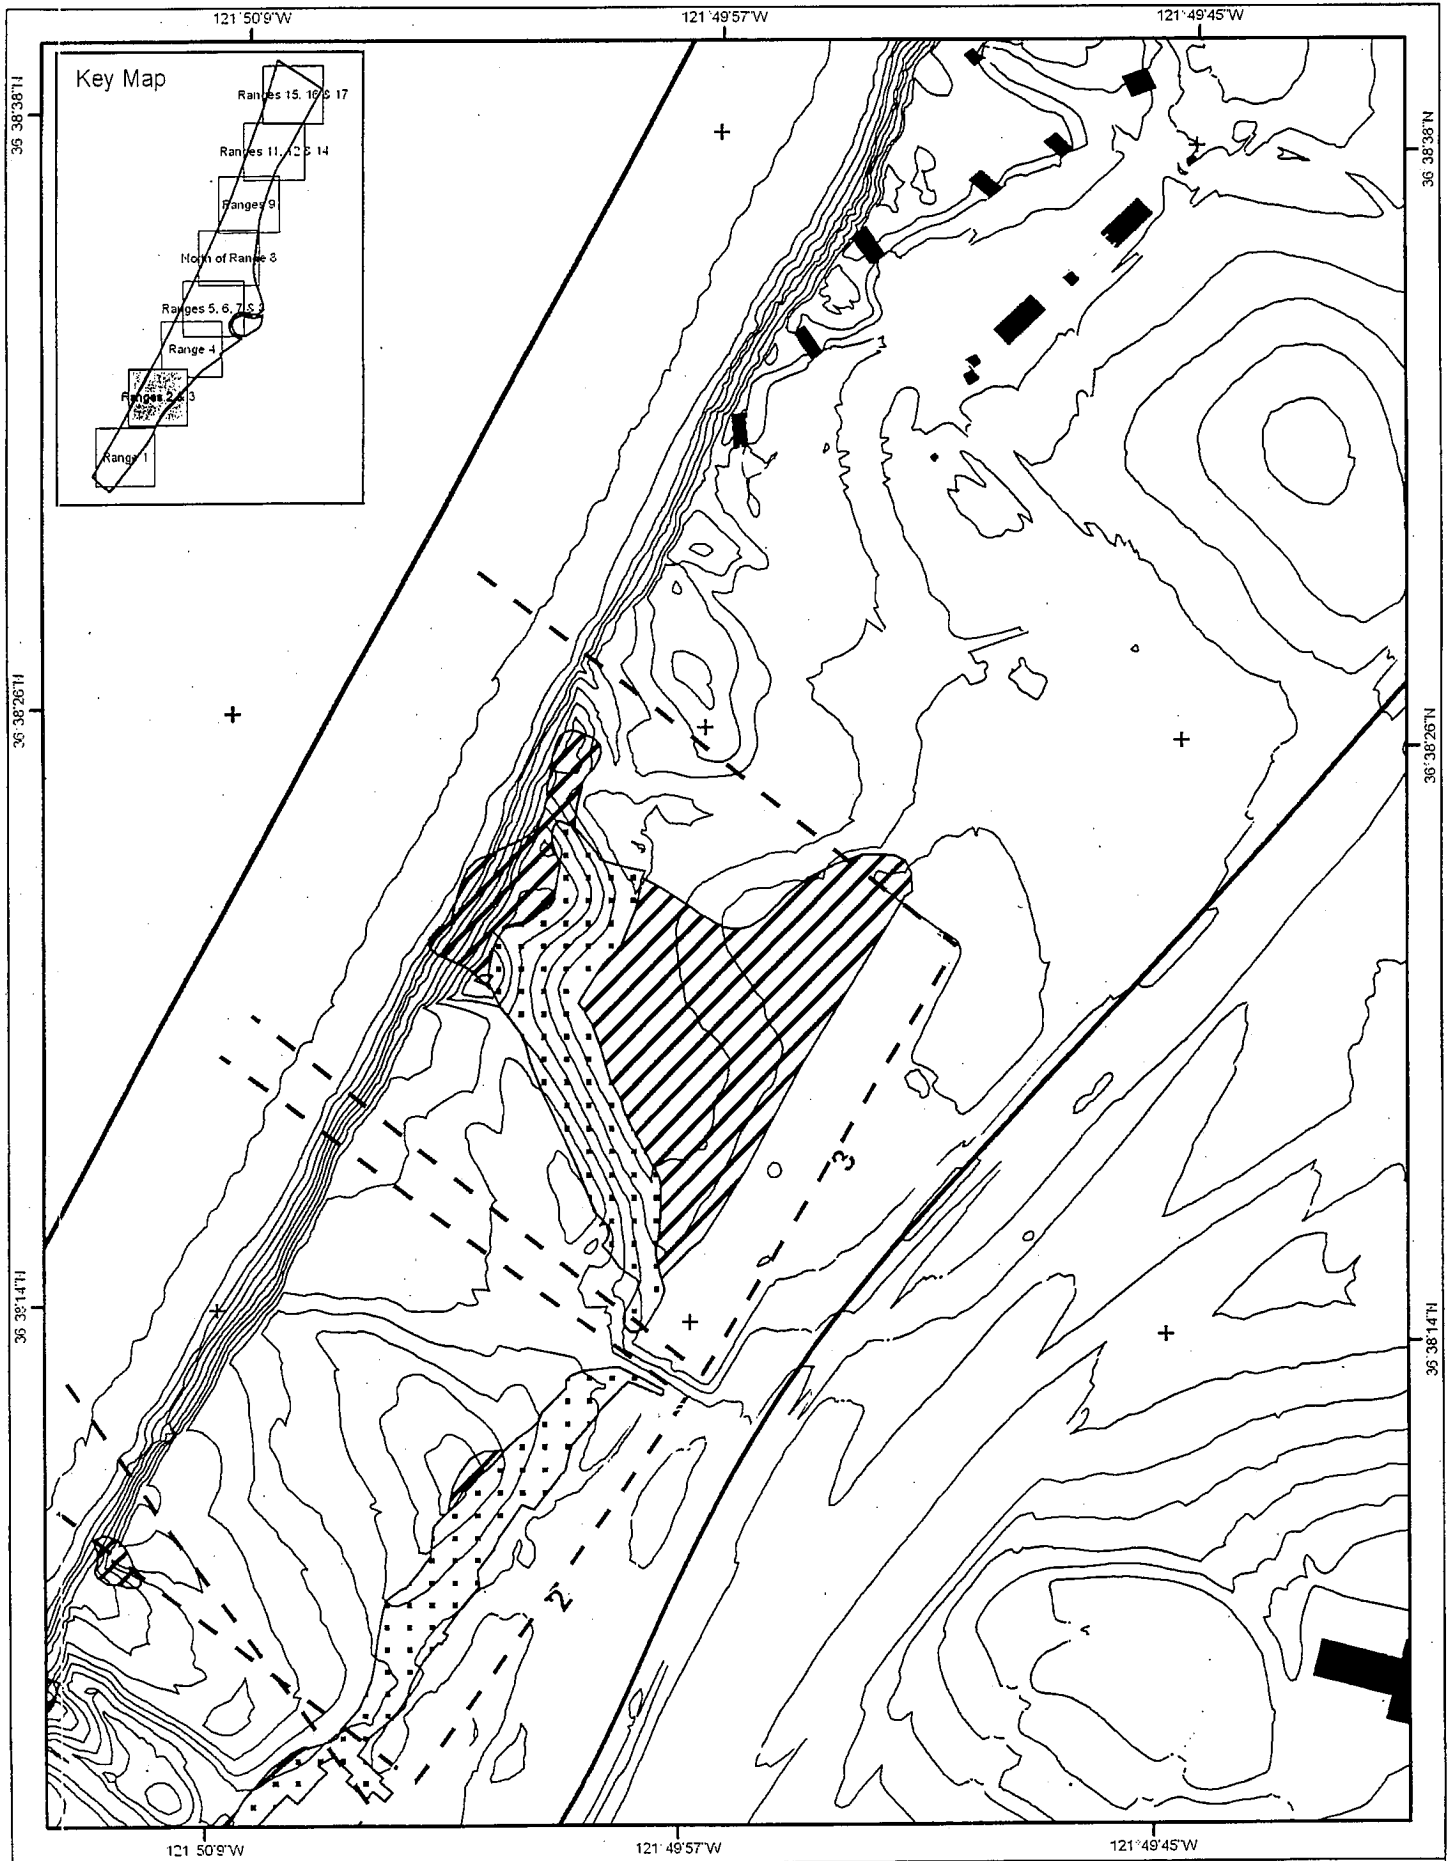 121°50'9"W
121°49'57"W
121°49'45"W
Key Map
Ranges 15, 16 & 17
Ranges 11, 12 & 14
Ranges 9
North of Range 8
Ranges 5, 6, 7 & 8
Range 4
Ranges 2 & 3
Range 1
36°38'38"N
36°38'38"N
36°38'26"N
36°38'26"N
3
36°38'14"N
36°38'14"N
2
121°50'9"W
121°49'57"W
121°49'45"W